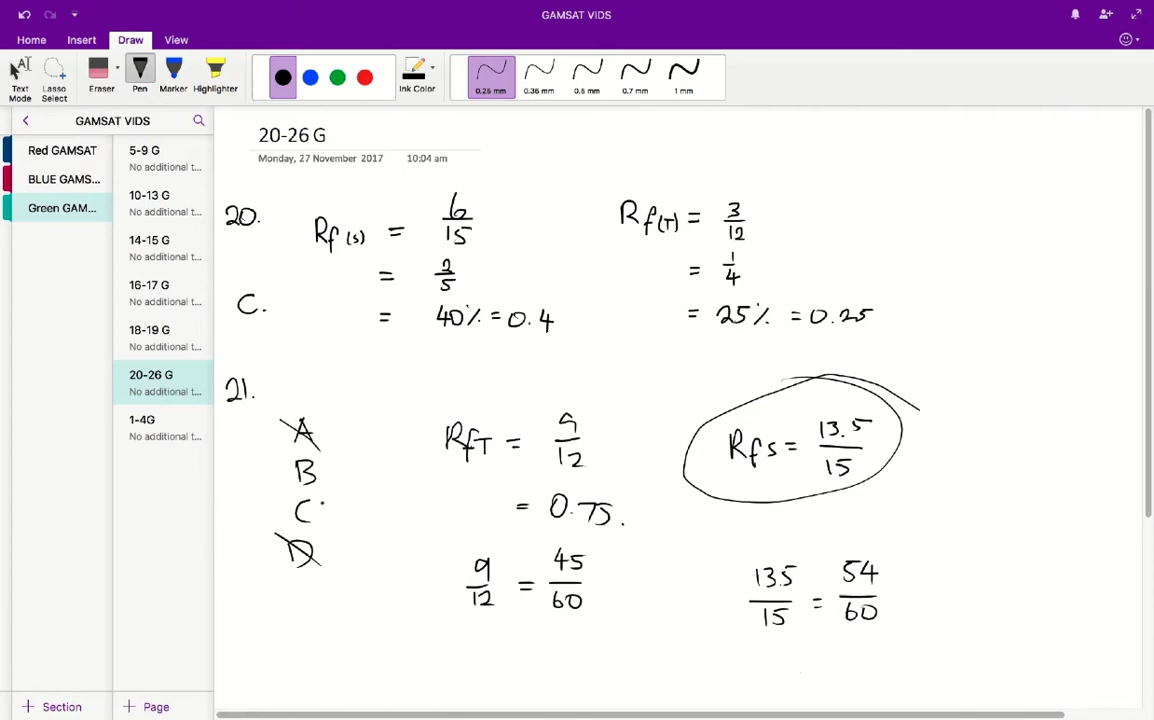 GAMSAT VIDS
Home Insert Draw View
Text Mode
Lasso Select
Eraser
Pen
Marker
Highlighter
Ink Color
0.25 mm
0.35 mm
0.5 mm
0.7 mm
1 mm
GAMSAT VIDS
Red GAMSAT
BLUE GAMS...
Green GAM...
5-9 G
No additional t...
10-13 G
No additional t...
14-15 G
No additional t...
16-17 G
No additional t...
18-19 G
No additional t...
20-26 G
No additional t...
1-4G
No additional t...
+ Section
+ Page
20-26 G
Monday, 27 November 2017 10:04 am
20.
Rf (s) = 6/15
= 2/5
= 40% = 0.4
C.
Rf(T) = 3/12
= 1/4
= 25% = 0.25
21.
A
B
C
D
RfT = 9/12
= 0.75.
9/12 = 45/60
Rf s = 13.5/15
13.5/15 = 54/60